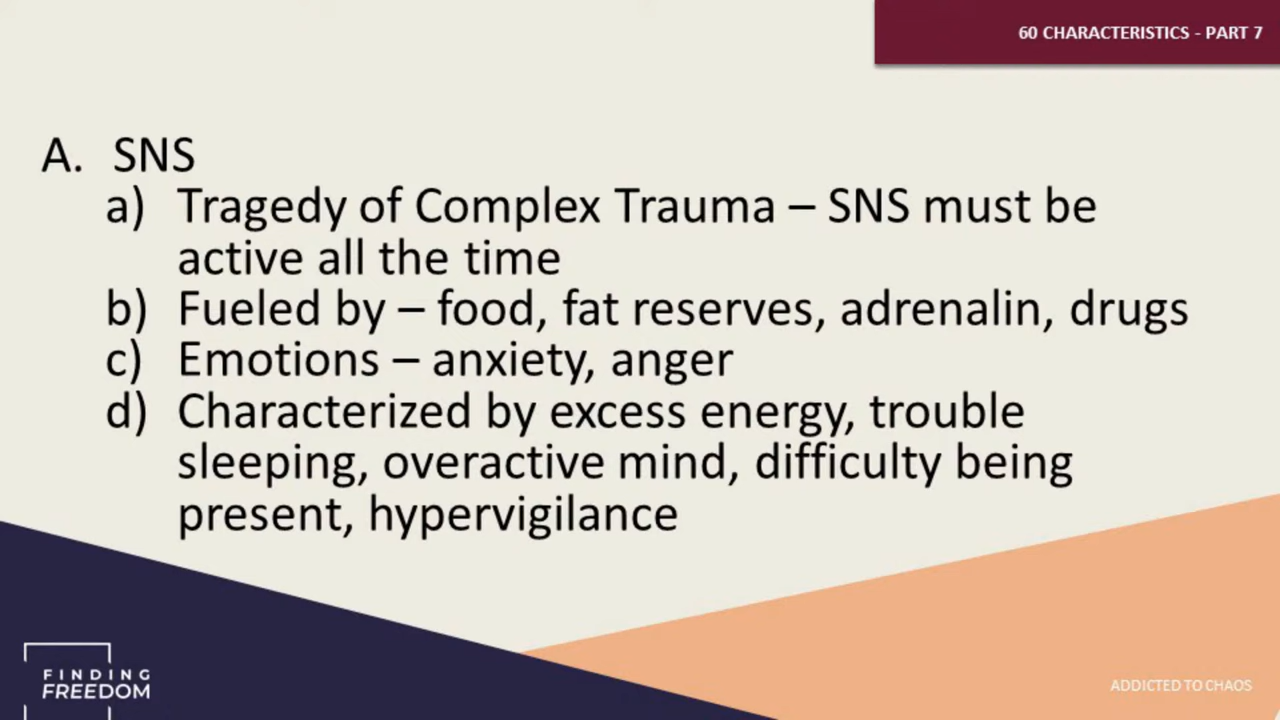 60 CHARACTERISTICS - PART 7
A. SNS
a) Tragedy of Complex Trauma – SNS must be
active all the time
b) Fueled by – food, fat reserves, adrenalin, drugs
c) Emotions – anxiety, anger
d) Characterized by excess energy, trouble
sleeping, overactive mind, difficulty being
present, hypervigilance
FINDING
FREEDOM
ADDICTED TO CHAOS